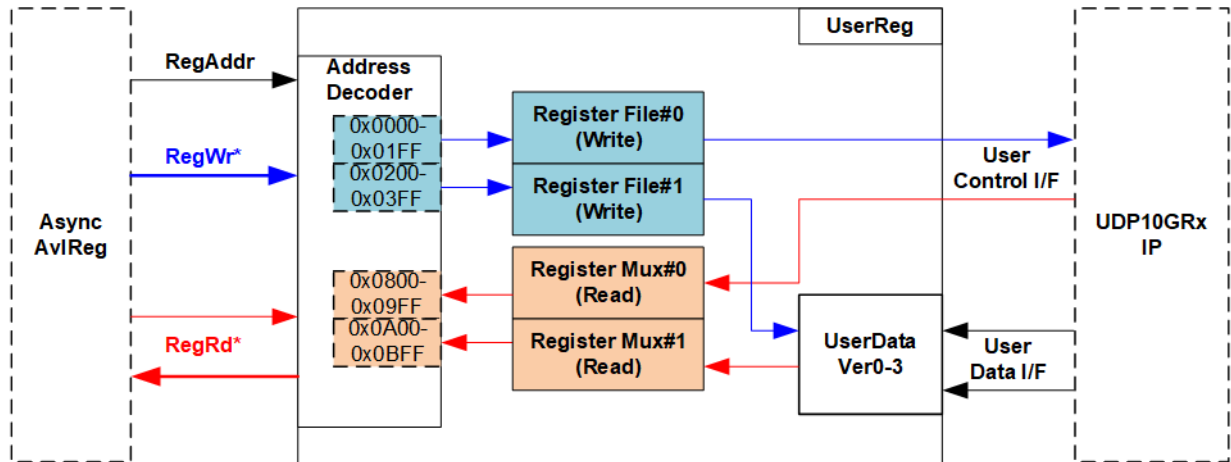 UserReg
RegAddr
Address
Decoder
0x0000-
0x01FF
0x0200-
0x03FF
Register File#0
(Write)
Register File#1
(Write)
RegWr*
User
Control I/F
Async
AvlReg
UDP10GRx
IP
0x0800-
0x09FF
0x0A00-
0x0BFF
Register Mux#0
(Read)
Register Mux#1
(Read)
RegRd*
UserData
Ver0-3
User
Data I/F